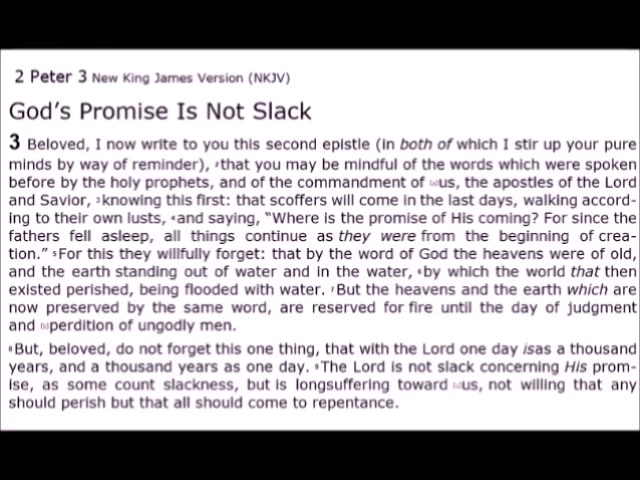 2 Peter 3 New King James Version (NKJV)
God's Promise Is Not Slack
3 Beloved, I now write to you this second epistle (in both of which I stir up your pure
minds by way of reminder), 2that you may be mindful of the words which were spoken
before by the holy prophets, and of the commandment of us, the apostles of the Lord
and Savior, 3knowing this first: that scoffers will come in the last days, walking accord-
ing to their own lusts, 4and saying, “Where is the promise of His coming? For since the
fathers fell asleep, all things continue as they were from the beginning of crea-
tion.” 5For this they willfully forget: that by the word of God the heavens were of old,
and the earth standing out of water and in the water, 6by which the world that then
existed perished, being flooded with water. 7But the heavens and the earth which are
now preserved by the same word, are reserved for fire until the day of judgment
and perdition of ungodly men.
8But, beloved, do not forget this one thing, that with the Lord one day isas a thousand
years, and a thousand years as one day. 9The Lord is not slack concerning His prom-
ise, as some count slackness, but is longsuffering toward us, not willing that any
should perish but that all should come to repentance.